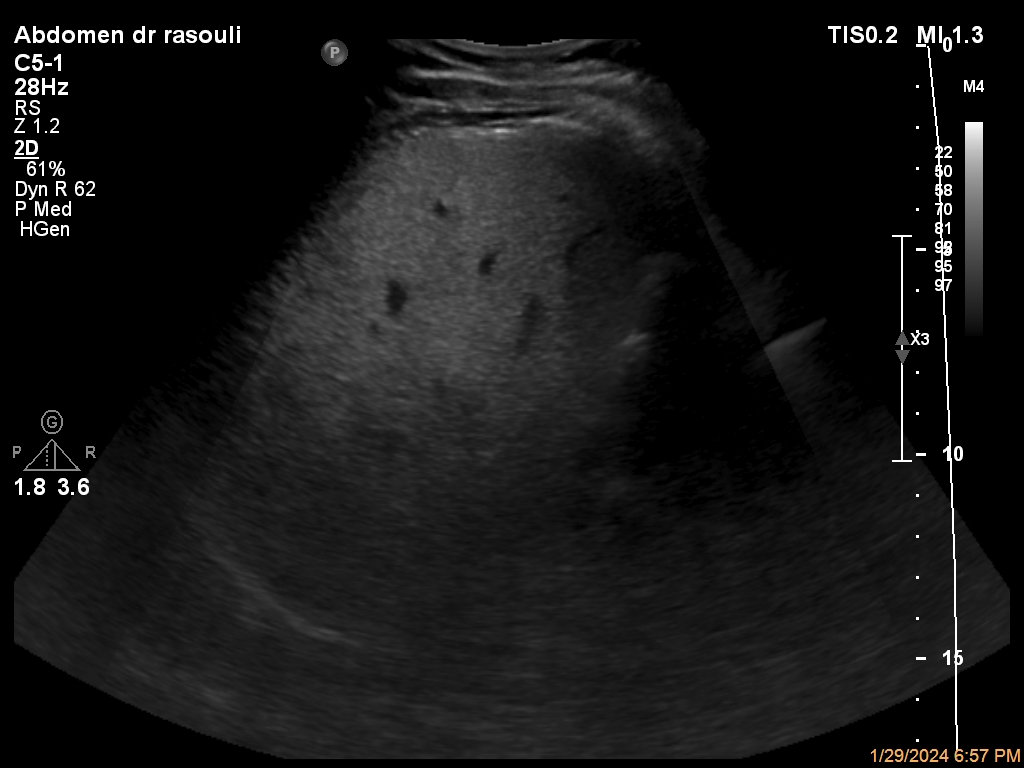 Abdomen dr rasouli
TIS0.2 MI 1.3
C5-1
28Hz
RS
Z 1.2
2D
61%
Dyn R 62
P Med
HGen
P
M4
0
22
50
58
70
81
95
97
X3
10
15
G
P R
1.8 3.6
1/29/2024 6:57 PM